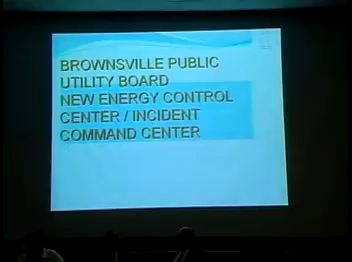 BROWNSVILLE PUBLIC
UTILITY BOARD
NEW ENERGY CONTROL
CENTER / INCIDENT
COMMAND CENTER